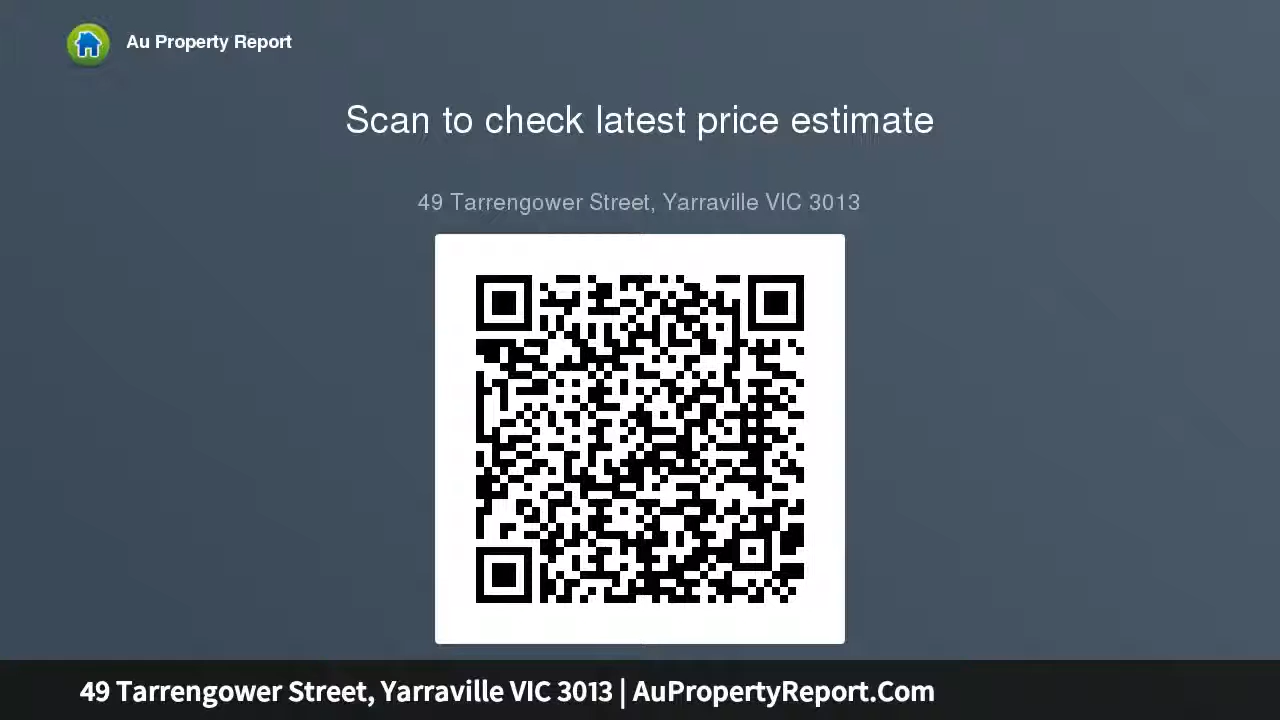 Au Property Report
Scan to check latest price estimate
49 Tarrengower Street, Yarraville VIC 3013
49 Tarrengower Street, Yarraville VIC 3013 | AuPropertyReport.Com